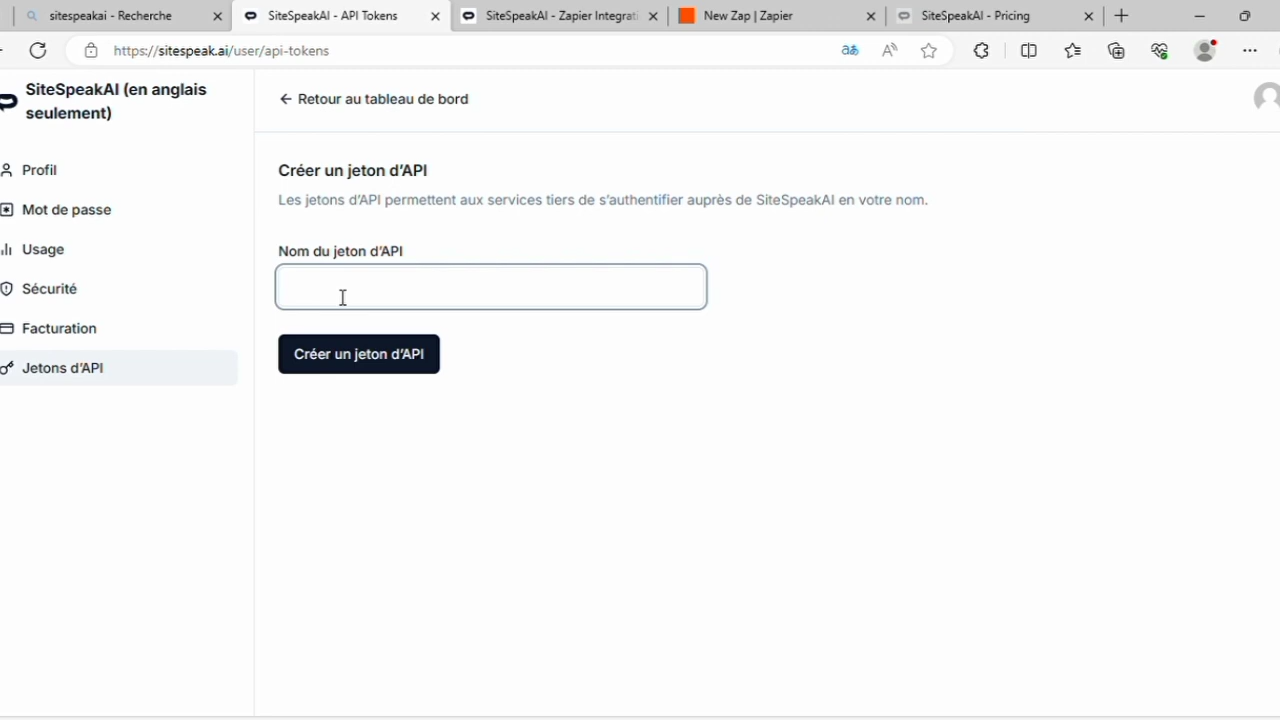 sitespeakai - Recherche
SiteSpeakAI - API Tokens
SiteSpeakAI - Zapier Integrati
New Zap | Zapier
SiteSpeakAI - Pricing
https://sitespeak.ai/user/api-tokens
SiteSpeakAI (en anglais
seulement)
← Retour au tableau de bord
Profil
Mot de passe
Usage
Sécurité
Facturation
Jetons d'API
Créer un jeton d'API
Les jetons d'API permettent aux services tiers de s'authentifier auprès de SiteSpeakAI en votre nom.
Nom du jeton d'API
Créer un jeton d'API